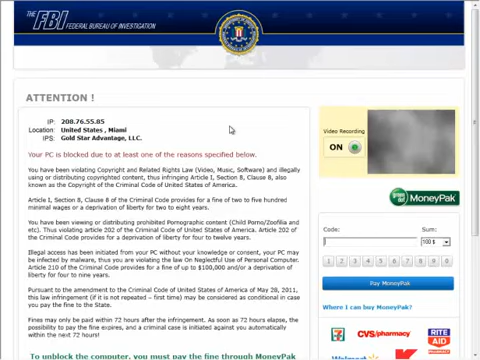 THE FBI FEDERAL BUREAU OF INVESTIGATION
ATTENTION !
IP: 208.76.55.85
Location: United States , Miami
IPS: Gold Star Advantage, LLC.
Your PC is blocked due to at least one of the reasons specified below.
You have been violating Copyright and Related Rights Law (Video, Music, Software) and illegally
using or distributing copyrighted content, thus infringing Article I, Section 8, Clause 8, also
known as the Copyright of the Criminal Code of United States of America.
Article I, Section 8, Clause 8 of the Criminal Code provides for a fine of two to five hundred
minimal wages or a deprivation of liberty for two to eight years.
You have been viewing or distributing prohibited Pornographic content (Child Porno/Zoofilia and
etc). Thus violating article 202 of the Criminal Code of United States of America. Article 202 of
the Criminal Code provides for a deprivation of liberty for four to twelve years.
Illegal access has been initiated from your PC without your knowledge or consent, your PC may
be infected by malware, thus you are violating the law On Neglectful Use of Personal Computer.
Article 210 of the Criminal Code provides for a fine of up to $100,000 and/or a deprivation of
liberty for four to nine years.
Pursuant to the amendment to the Criminal Code of United States of America of May 28, 2011,
this law infringement (if it is not repeated - first time) may be considered as conditional in case
you pay the fine to the State.
Fines may only be paid within 72 hours after the infringement. As soon as 72 hours elapse, the
possibility to pay the fine expires, and a criminal case is initiated against you automatically
within the next 72 hours!
To unblock the computer, you must pay the fine through MoneyPak
Video Recording
ON
Green Dot MoneyPak
Code: Sum:
100 $
1 2 3 4 5 6 7 8 9 0
Pay MoneyPak
Where I can buy MoneyPak?
7 ELEVEN CVS/pharmacy RITE AID
Walmart